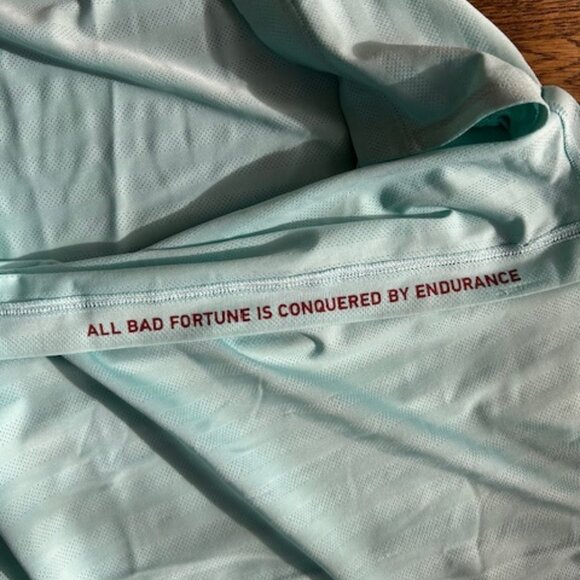 ALL BAD FORTUNE IS CONQUERED BY ENDURANCE